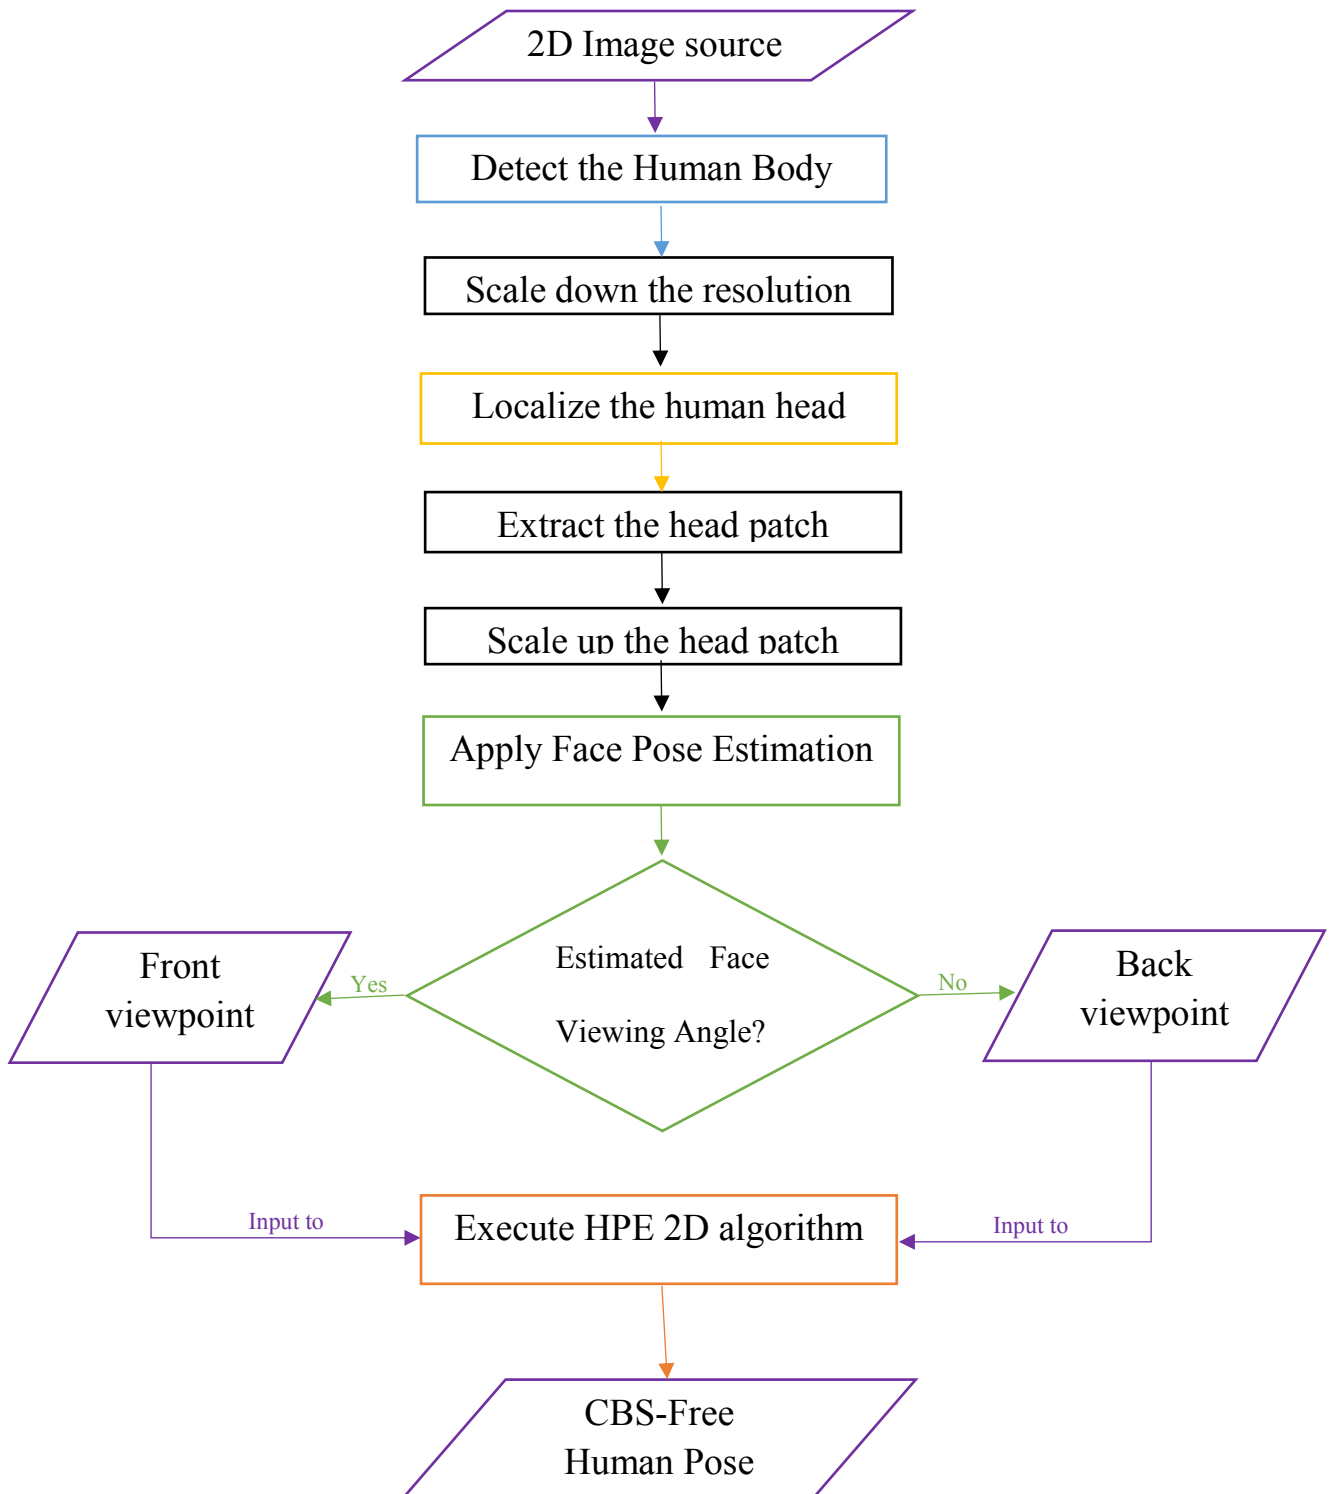 2D Image source
Detect the Human Body
Scale down the resolution
Localize the human head
Extract the head patch
Scale up the head patch
Apply Face Pose Estimation
Estimated Face
Viewing Angle?
Yes
No
Front
viewpoint
Back
viewpoint
Input to
Input to
Execute HPE 2D algorithm
CBS-Free
Human Pose